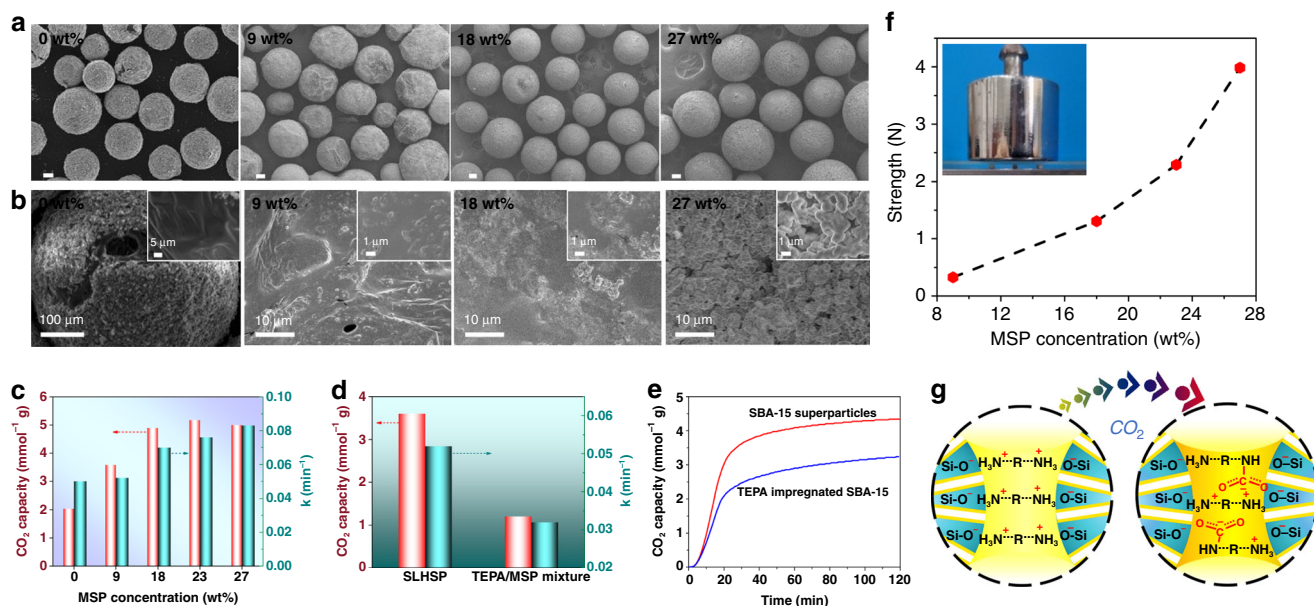 a
0 wt%
9 wt%
18 wt%
27 wt%
b
0 wt%
5 μm
100 μm
9 wt%
1 μm
10 μm
18 wt%
1 μm
10 μm
27 wt%
1 μm
10 μm
f
Strength (N)
4
3
2
1
0
8 12 16 20 24 28
MSP concentration (wt%)
c
CO₂ capacity (mmol⁻¹ g)
6
5
4
3
2
1
0
0.10
0.08
0.06
0.04
0.02
0.00
k (min⁻¹)
0 9 18 23 27
MSP concentration (wt%)
d
CO₂ capacity (mmol⁻¹ g)
4
3
2
1
0
0.06
0.05
0.04
0.03
0.02
k (min⁻¹)
SLHSP TEPA/MSP mixture
e
CO₂ capacity (mmol⁻¹ g)
5
4
3
2
1
0
SBA-15 superparticles
TEPA impregnated SBA-15
0 20 40 60 80 100 120
Time (min)
g
CO₂
Si-O⁻ H₃N⁺---R---NH₃⁺ ⁻O–Si
Si-O⁻ H₃N⁺---R---NH₃⁺ ⁻O–Si
Si-O⁻ H₃N⁺---R---NH₃⁺ ⁻O–Si
Si-O⁻ H₃N⁺---R---NH ⁻O–Si
O C⁻ O
Si-O⁻ H₃N⁺---R---NH₃⁺ ⁻O–Si
O C⁻ O
Si-O⁻ HN---R---NH₃⁺ ⁻O–Si